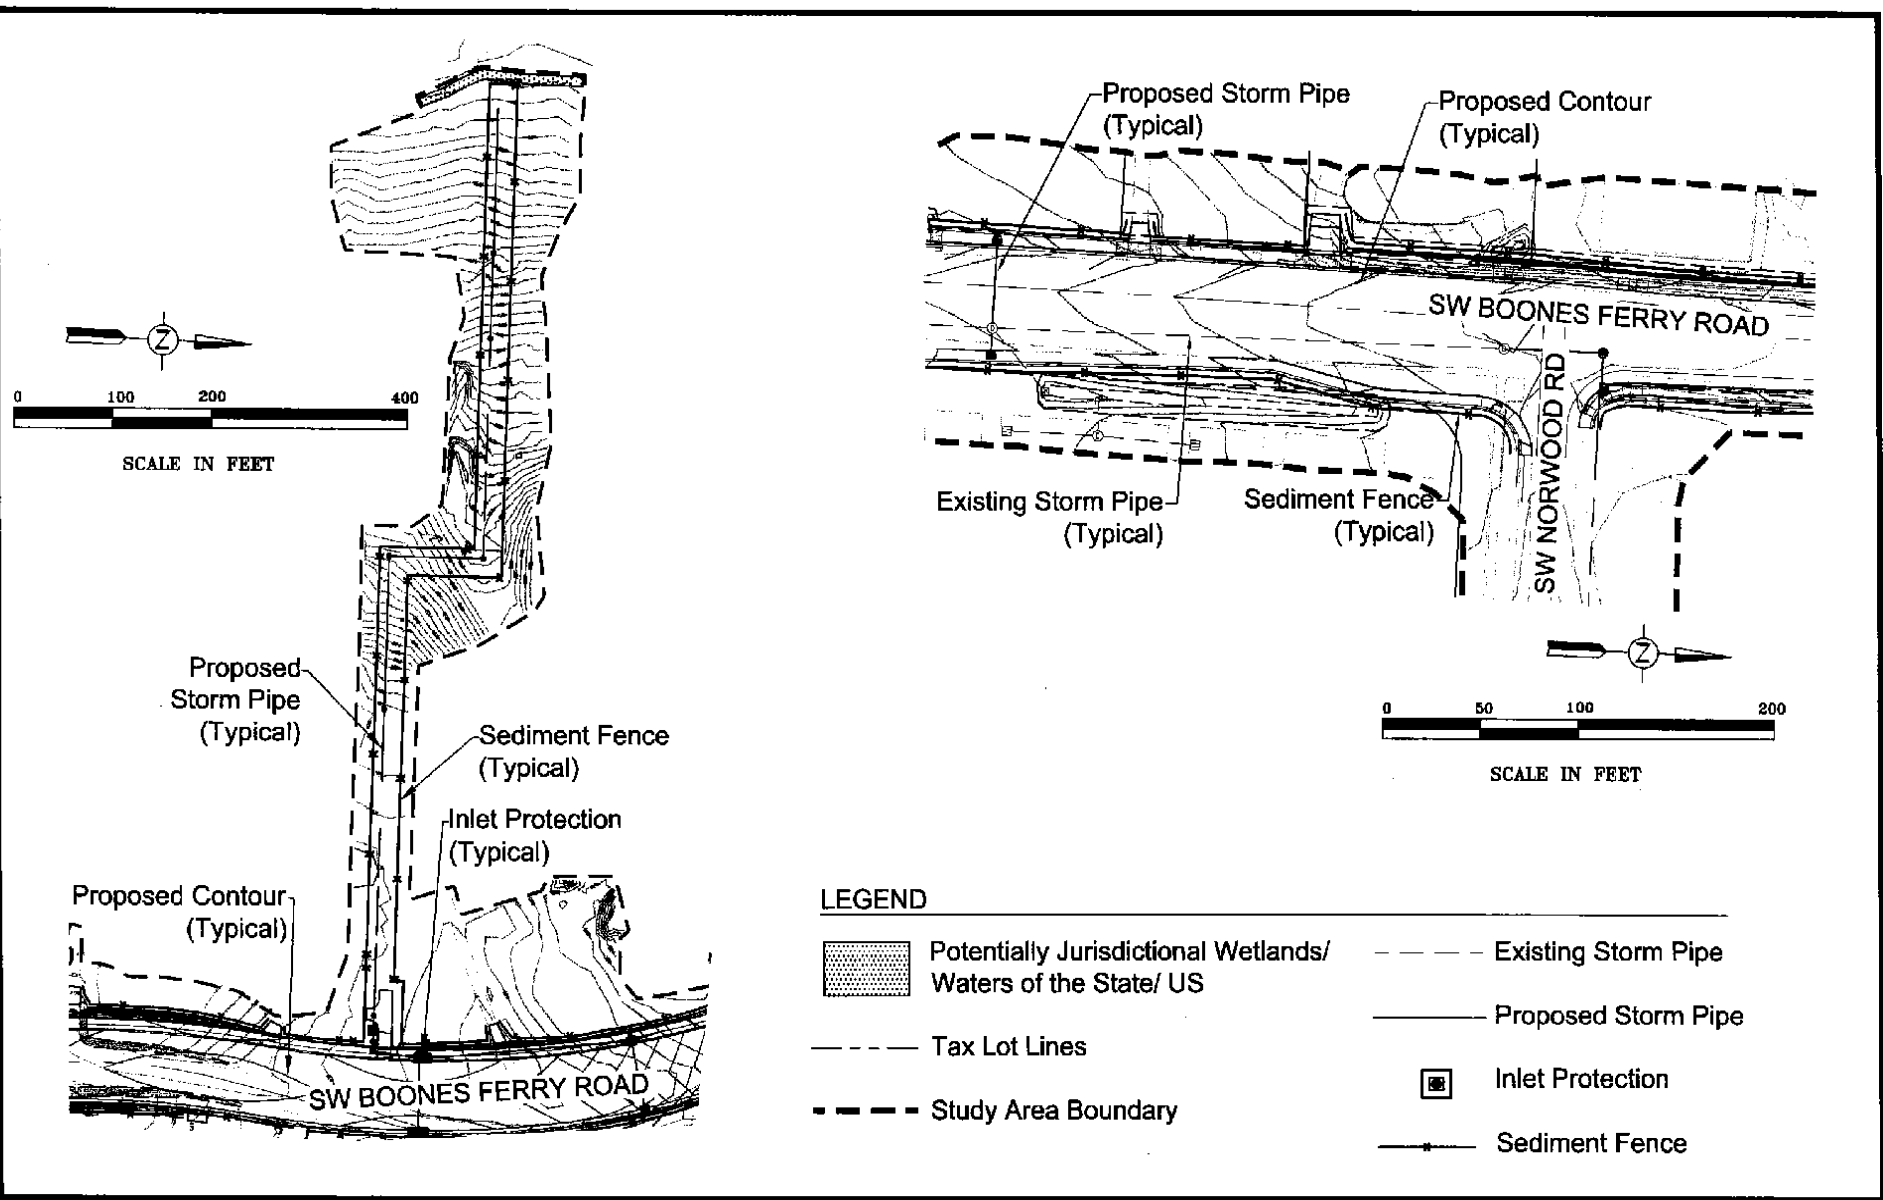 Proposed Storm Pipe
(Typical)
Proposed Contour
(Typical)
SW BOONES FERRY ROAD
SW NORWOOD RD
Existing Storm Pipe
(Typical)
Sediment Fence
(Typical)
Z
0 50 100 200
SCALE IN FEET
Z
0 100 200 400
SCALE IN FEET
Proposed
Storm Pipe
(Typical)
Sediment Fence
(Typical)
Inlet Protection
(Typical)
Proposed Contour
(Typical)
SW BOONES FERRY ROAD
LEGEND
Potentially Jurisdictional Wetlands/
Waters of the State/ US
Tax Lot Lines
Study Area Boundary
Existing Storm Pipe
Proposed Storm Pipe
Inlet Protection
Sediment Fence